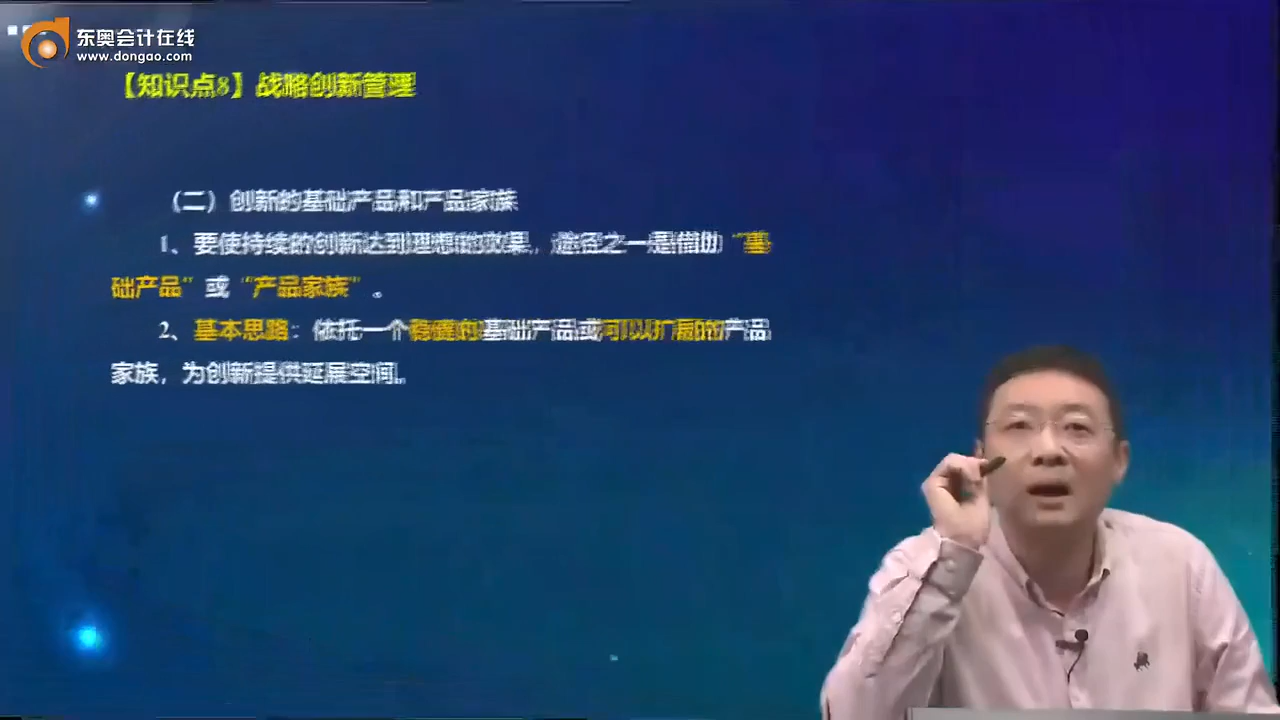 东奥会计在线
www.dongao.com
【知识点8】战略创新管理
（二）创新的基础产品和产品家族
1、要使持续的创新达到理想的效果，途径之一是借助“基
础产品”或“产品家族”。
2、基本思路：依托一个稳健的基础产品或可以扩展的产品
家族，为创新提供延展空间。